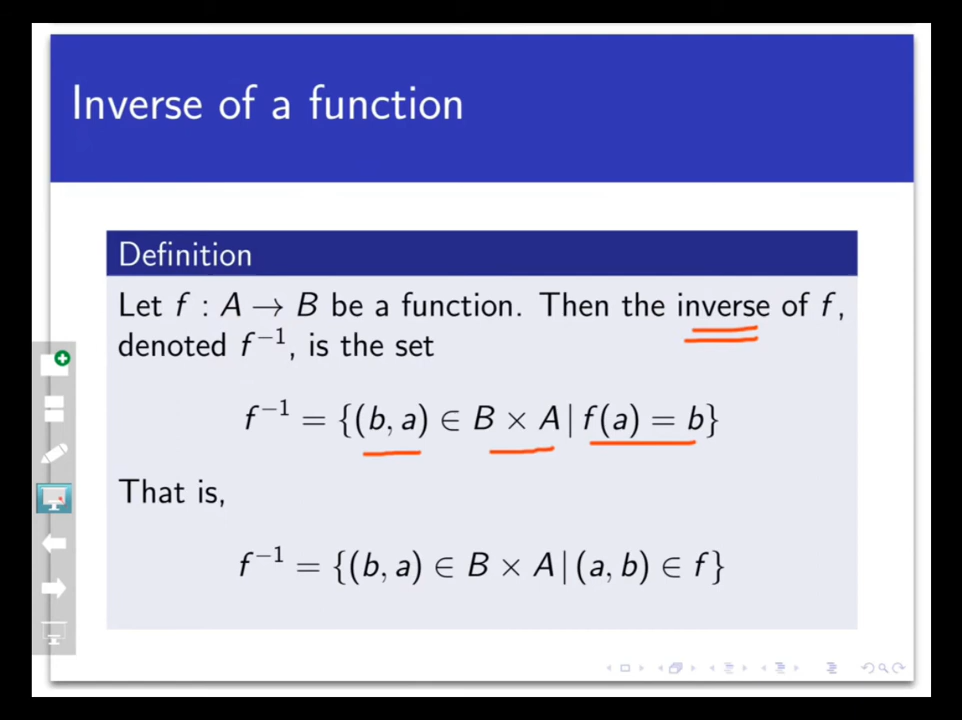 Inverse of a function
Definition
Let f : A → B be a function. Then the inverse of f,
denoted f⁻¹, is the set
f⁻¹ = {(b, a) ∈ B × A | f(a) = b}
That is,
f⁻¹ = {(b, a) ∈ B × A | (a, b) ∈ f}